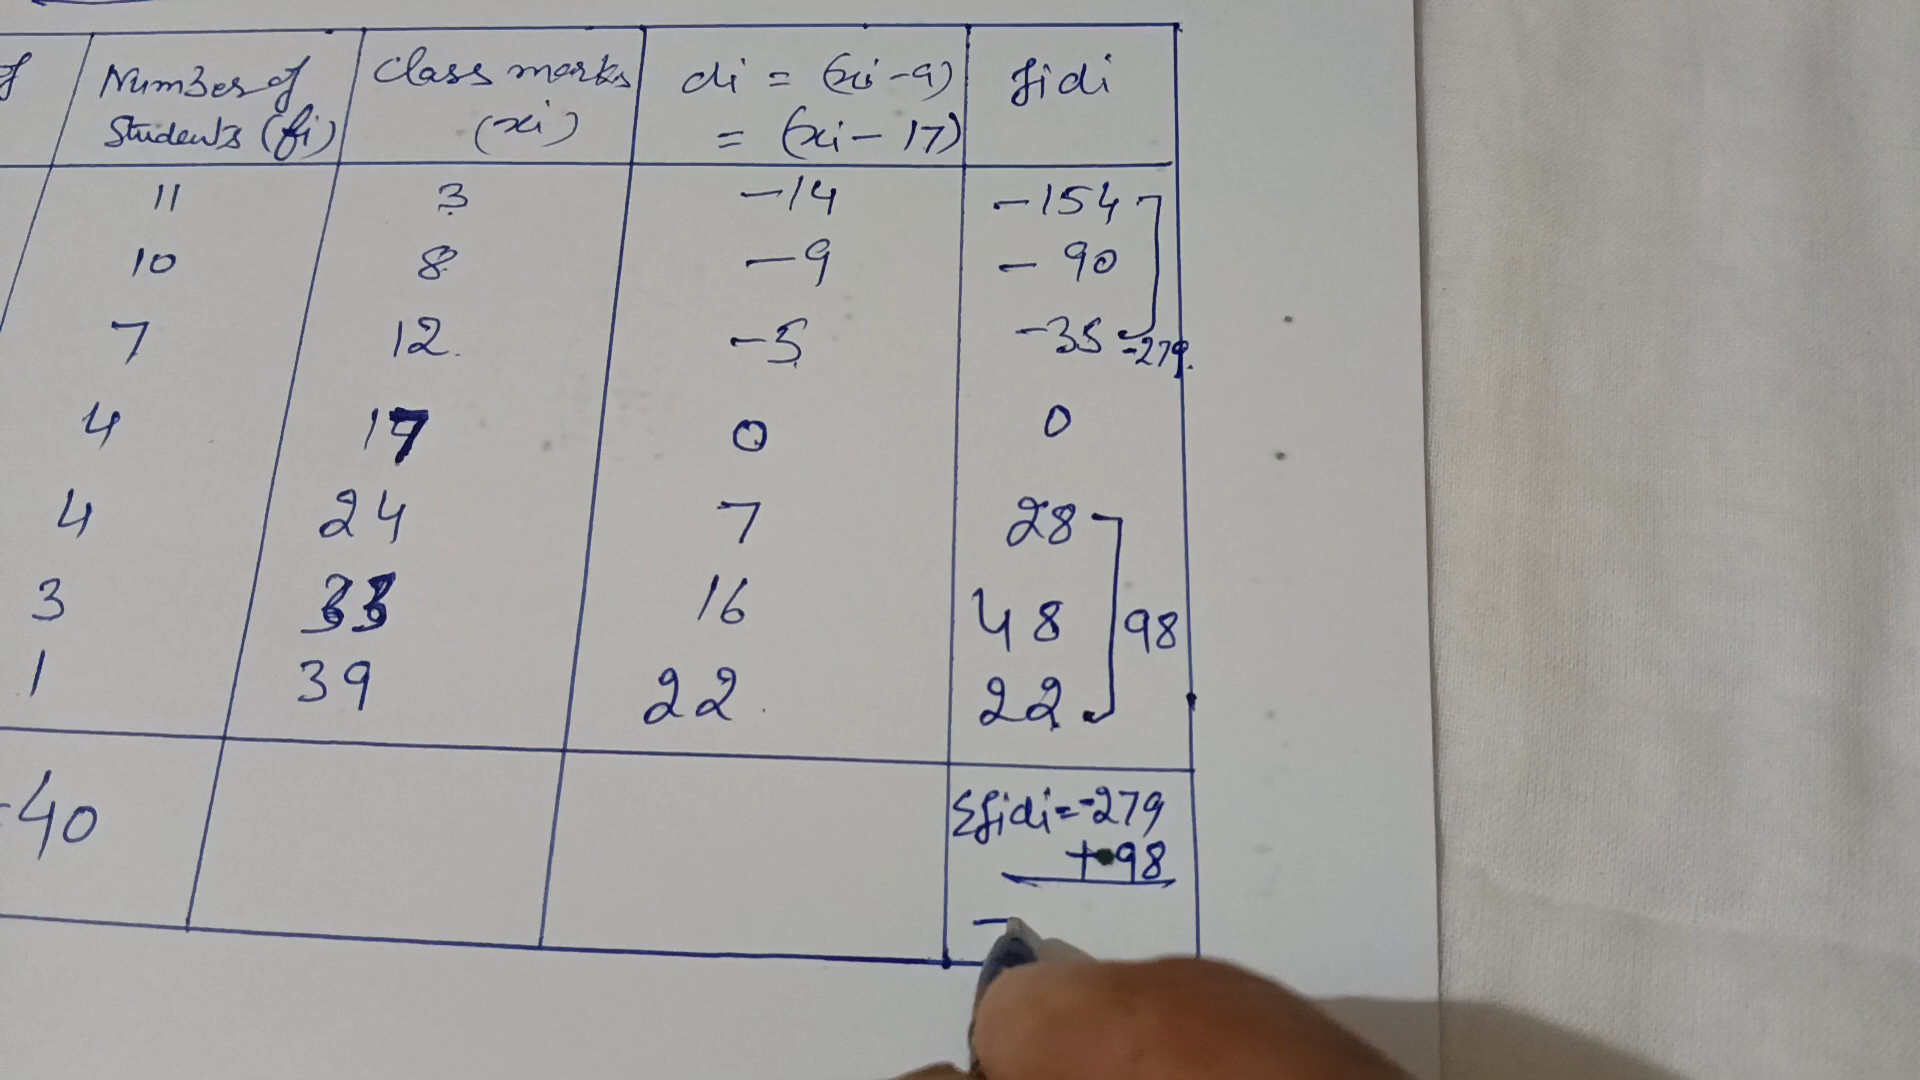 f Number of Class marks di = (xi - a) fidi
Students (fi) (xi) = (xi - 17)
11 3 -14 -154
10 8 -9 - 90
7 12. -5 -35 =-279.
4 17 0 0
4 24 7 28
3 33 16 48 98
1 39 22. 22
=40 Σfidi=-279
+98
-